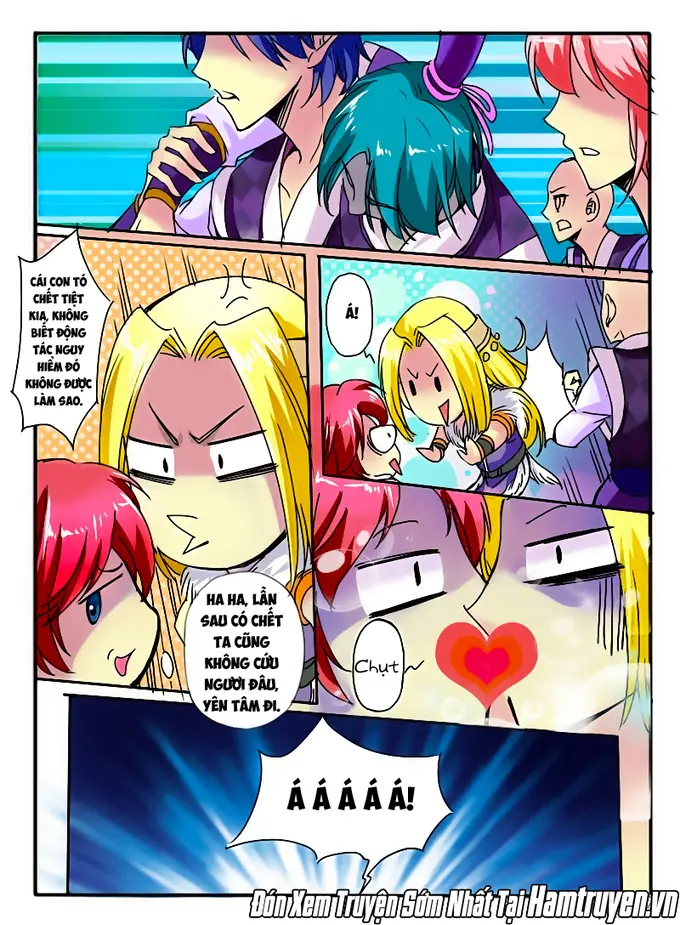 CÁI CON TÓ
CHẾT TIỆT
KIA, KHÔNG
BIẾT ĐỘNG
TÁC NGUY
HIỂM ĐÓ
KHÔNG ĐƯỢC
LÀM SAO.
Á!
HA HA, LẦN
SAU CÓ CHẾT
TA CŨNG
KHÔNG CỨU
NGƯƠI ĐÂU,
YÊN TÂM ĐI.
Chụt~
Á Á Á Á Á!
Đón Xem Truyện Sớm Nhất Tại Hamtruyen.vn